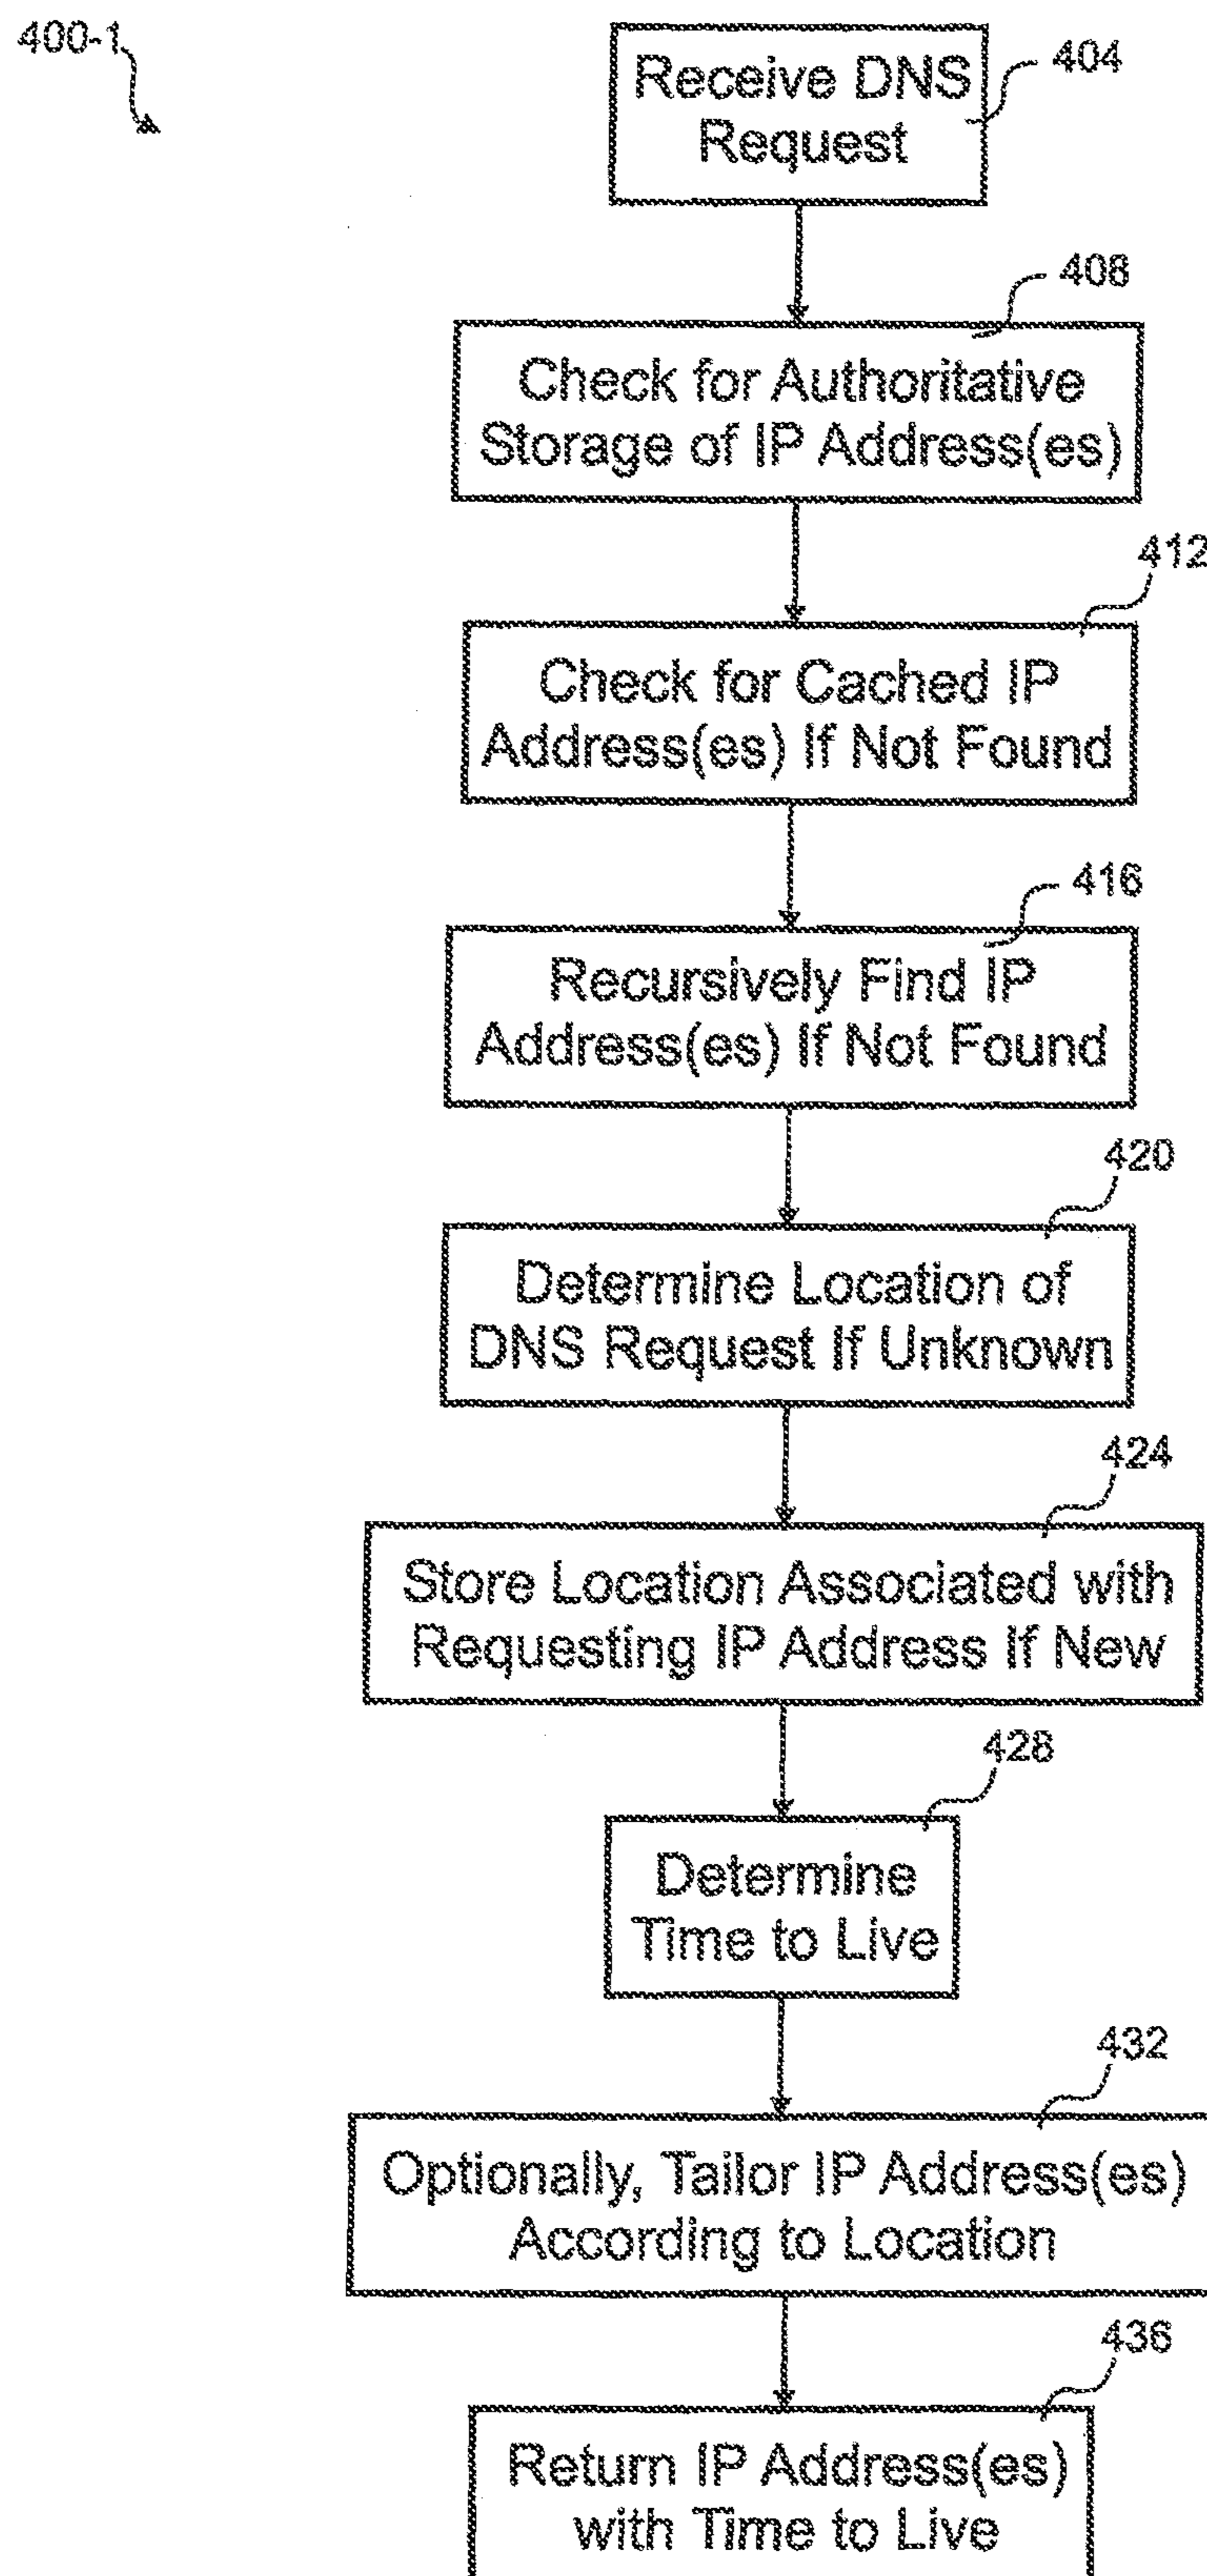 400-1
Receive DNS
Request
404
408
Check for Authoritative
Storage of IP Address(es)
412
Check for Cached IP
Address(es) If Not Found
416
Recursively Find IP
Address(es) If Not Found
420
Determine Location of
DNS Request If Unknown
424
Store Location Associated with
Requesting IP Address If New
428
Determine
Time to Live
432
Optionally, Tailor IP Address(es)
According to Location
436
Return IP Address(es)
with Time to Live